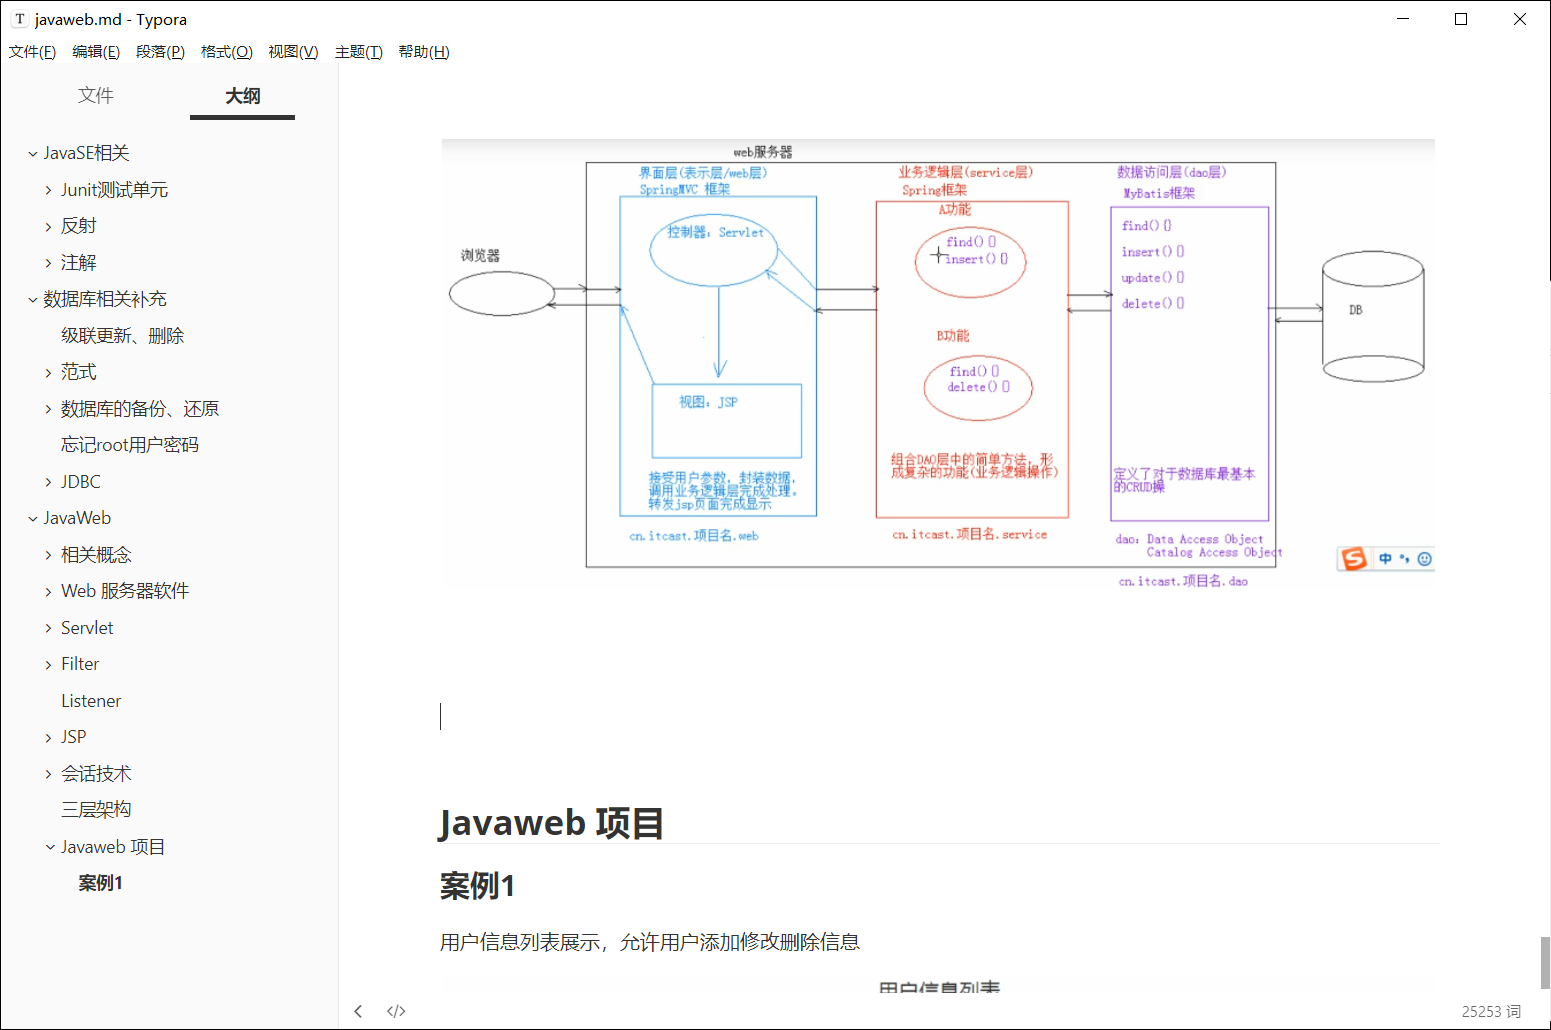 javaweb.md - Typora
文件(F) 编辑(E) 段落(P) 格式(O) 视图(V) 主题(T) 帮助(H)
文件 大纲
JavaSE相关
Junit测试单元
反射
注解
数据库相关补充
级联更新、删除
范式
数据库的备份、还原
忘记root用户密码
JDBC
JavaWeb
相关概念
Web 服务器软件
Servlet
Filter
Listener
JSP
会话技术
三层架构
Javaweb 项目
案例1
web服务器
浏览器
界面层(表示层/web层)
SpringMVC 框架
控制器: Servlet
视图: JSP
接受用户参数, 封装数据,
调用业务逻辑层完成处理.
转发jsp页面完成显示
cn.itcast.项目名.web
业务逻辑层(service层)
Spring框架
A功能
find(){}
insert(){}
B功能
find(){}
delete(){}
组合DAO层中的简单方法, 形
成复杂的功能(业务逻辑操作)
cn.itcast.项目名.service
数据访问层(dao层)
MyBatis框架
find(){}
insert(){}
update(){}
delete(){}
定义了对于数据库最基本
的CRUD操
dao: Data Access Object
Catalog Access Object
cn.itcast.项目名.dao
DB
S 中
Javaweb 项目
案例1
用户信息列表展示，允许用户添加修改删除信息
用户信息列表
25253 词